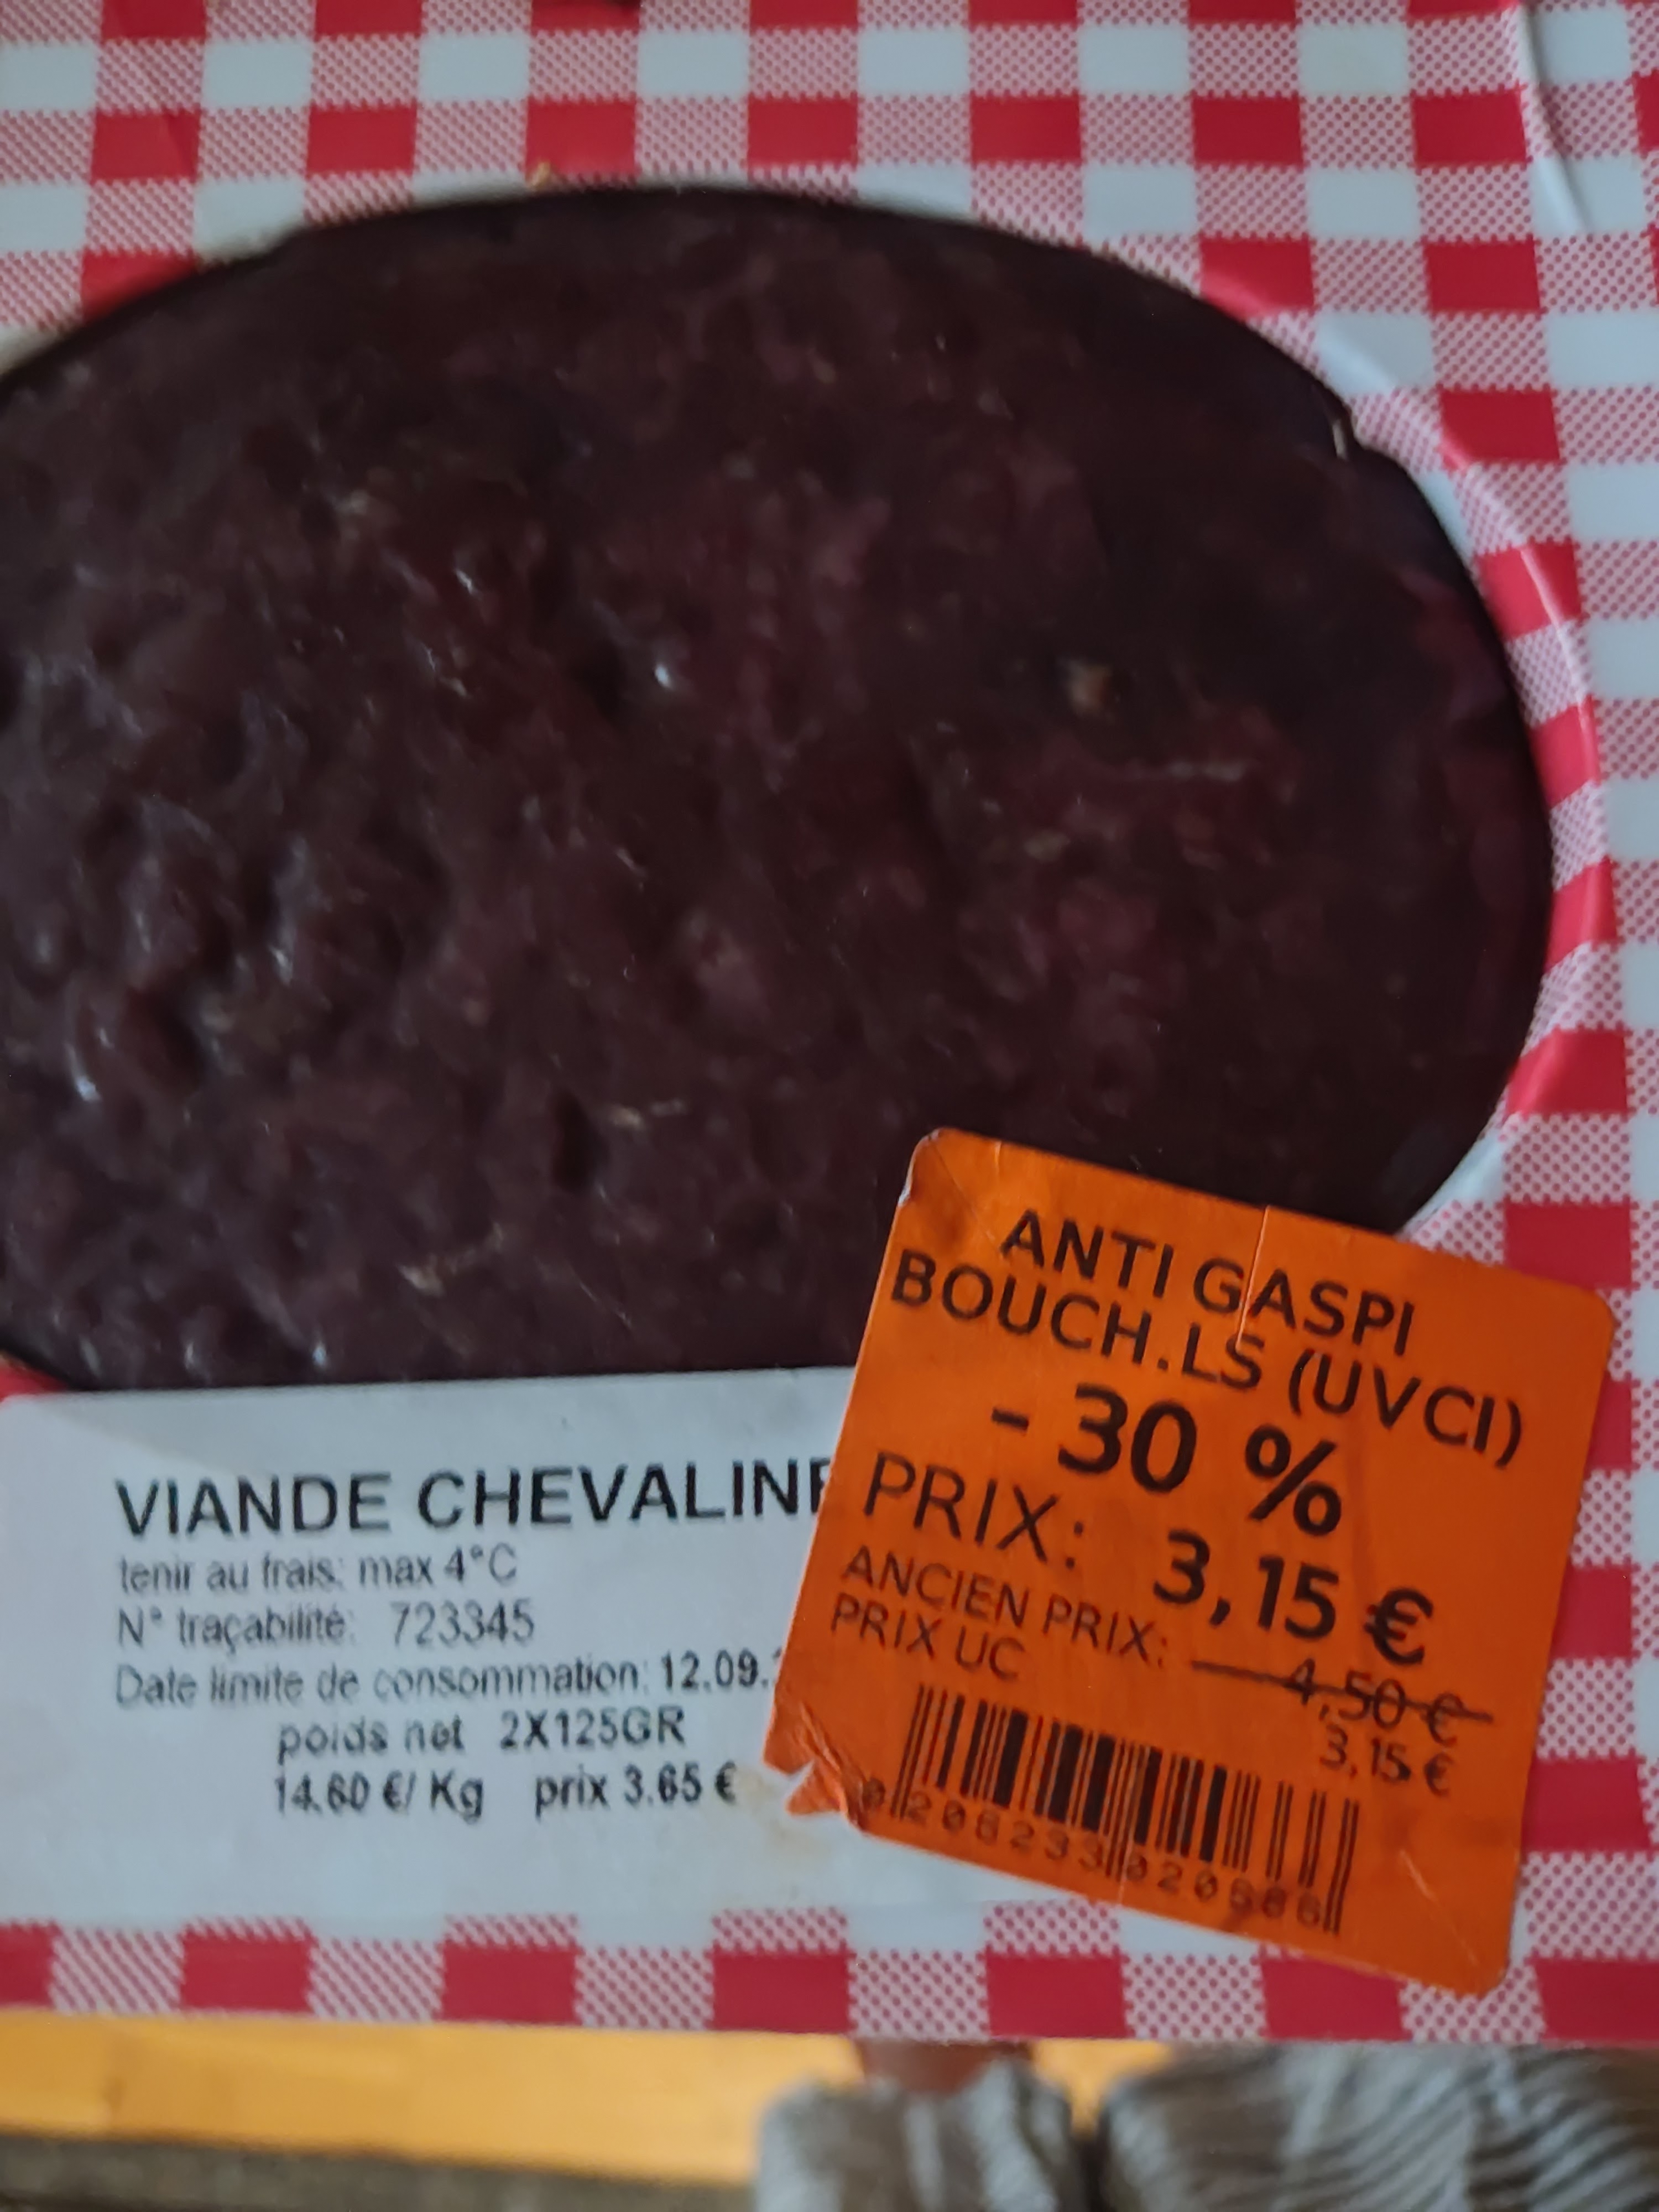 VIANDE CHEVALINE
tenir au frais: max 4°C
N° traçabilité: 723345
Date limite de consommation: 12.09.
poids net 2X125GR
14.60 €/ Kg prix 3.65 €
ANTI GASPI
BOUCH.LS (UVCI)
- 30 %
PRIX: 3,15 €
ANCIEN PRIX: 4,50 €
PRIX UC 3,15 €
0208233020586